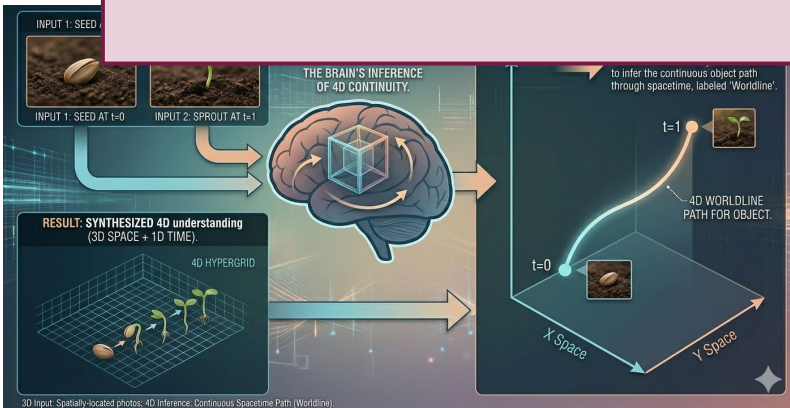 INPUT 1: SEED
INPUT 1: SEED AT t=0
INPUT 2: SPROUT AT t=1
THE BRAIN'S INFERENCE
OF 4D CONTINUITY.
to infer the continuous object path
through spacetime, labeled 'Worldline'.
t=1
4D WORLDLINE
PATH FOR OBJECT.
t=0
X Space
Y Space
RESULT: SYNTHESIZED 4D understanding
(3D SPACE + 1D TIME).
4D HYPERGRID
3D Input: Spatially-located photos; 4D Inference: Continuous Spacetime Path (Worldline).